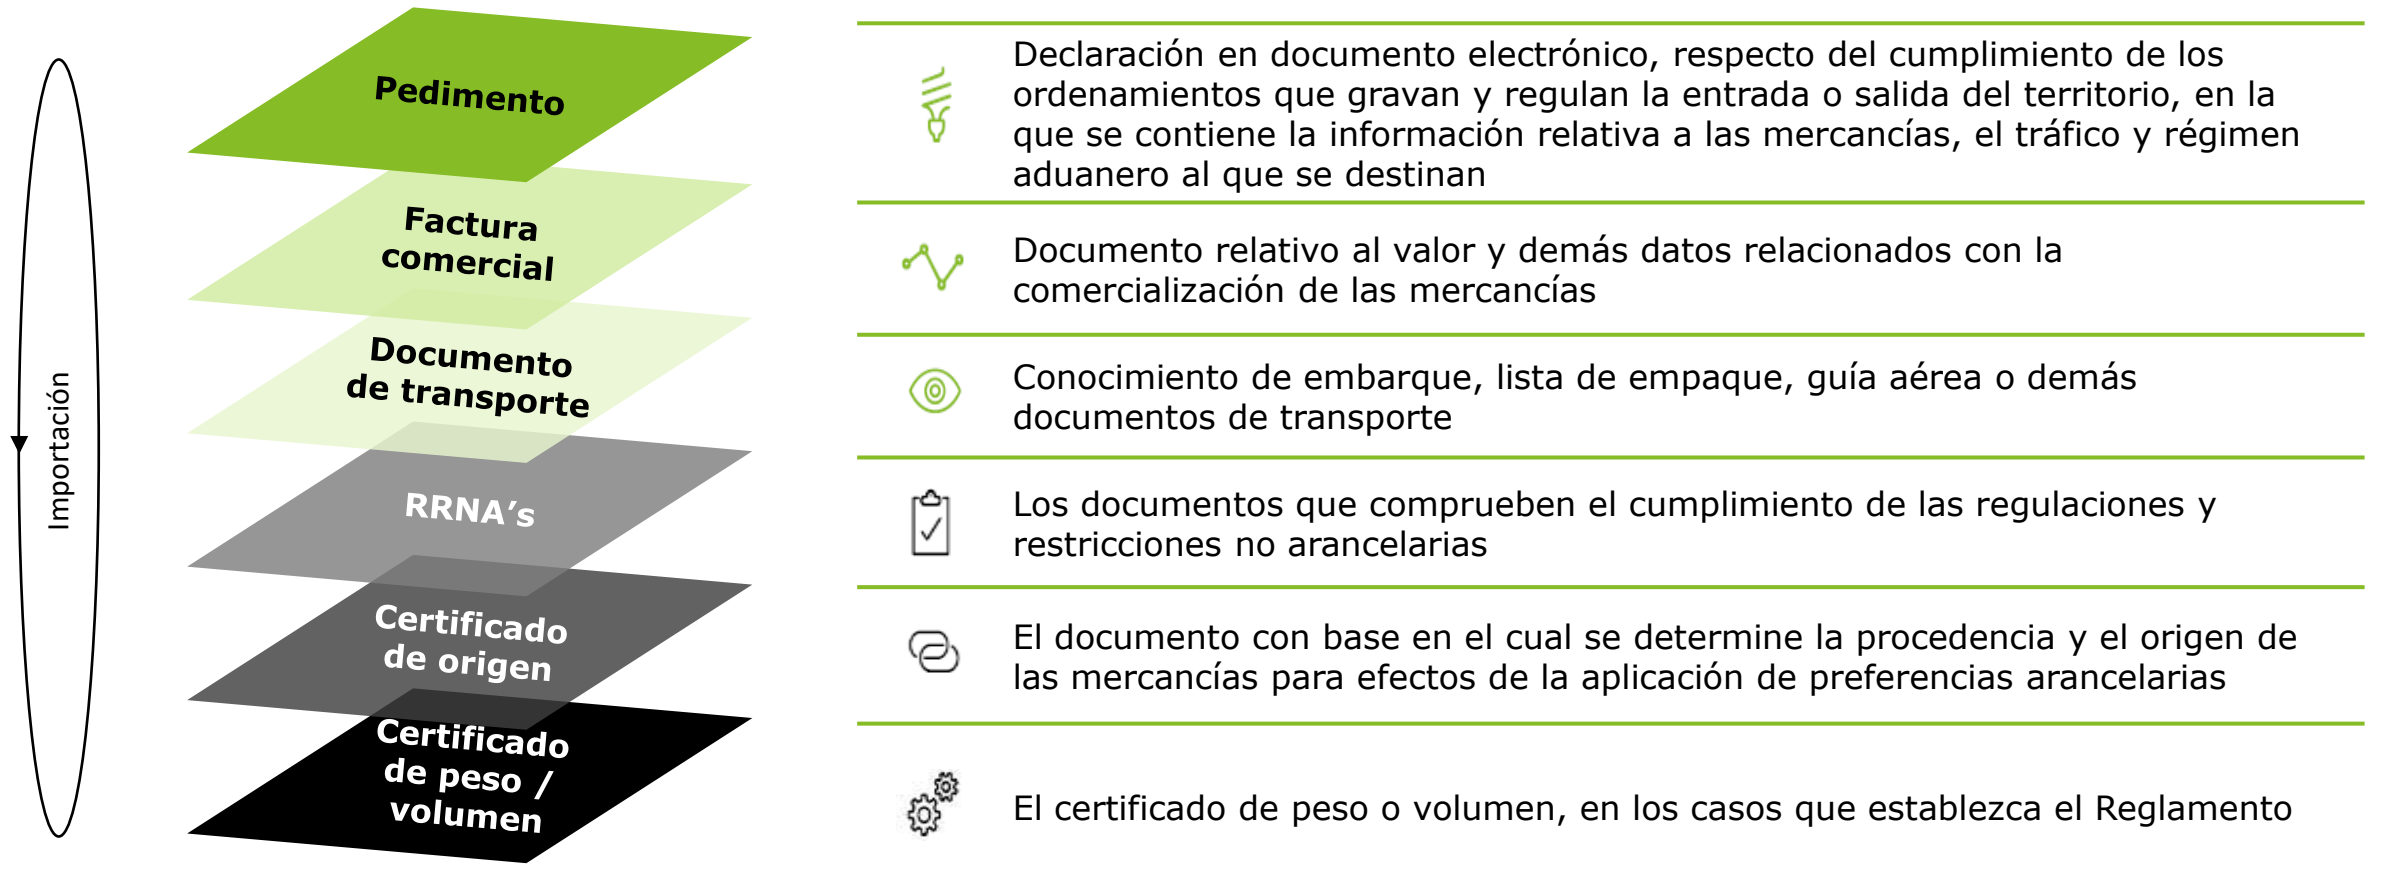 Importación
Pedimento
Declaración en documento electrónico, respecto del cumplimiento de los
ordenamientos que gravan y regulan la entrada o salida del territorio, en la
que se contiene la información relativa a las mercancías, el tráfico y régimen
aduanero al que se destinan
Factura
comercial
Documento relativo al valor y demás datos relacionados con la
comercialización de las mercancías
Documento
de transporte
Conocimiento de embarque, lista de empaque, guía aérea o demás
documentos de transporte
RRNA’s
Los documentos que comprueben el cumplimiento de las regulaciones y
restricciones no arancelarias
Certificado
de origen
El documento con base en el cual se determine la procedencia y el origen de
las mercancías para efectos de la aplicación de preferencias arancelarias
Certificado
de peso /
volumen
El certificado de peso o volumen, en los casos que establezca el Reglamento